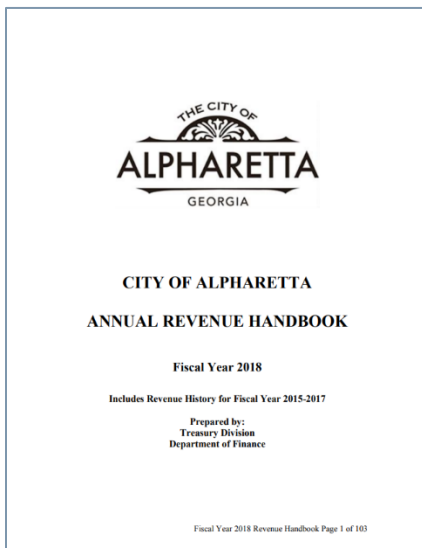 THE CITY OF
ALPHARETTA
GEORGIA
CITY OF ALPHARETTA
ANNUAL REVENUE HANDBOOK
Fiscal Year 2018
Includes Revenue History for Fiscal Year 2015-2017
Prepared by:
Treasury Division
Department of Finance
Fiscal Year 2018 Revenue Handbook Page 1 of 103